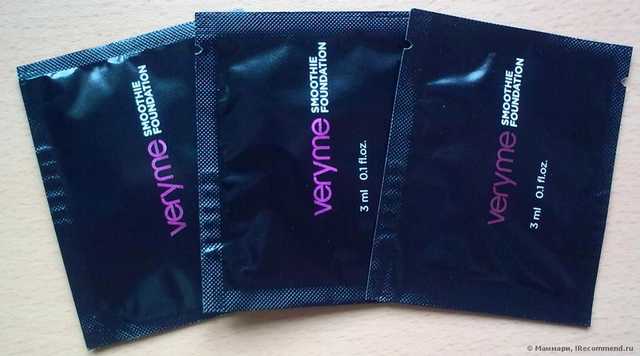 veryme
SMOOTHIE
FOUNDATION
veryme
SMOOTHIE
FOUNDATION
3 ml 0.1 fl.oz.
veryme
SMOOTHIE
FOUNDATION
3 ml 0.1 fl.oz.
© Маммари, IRecommend.ru